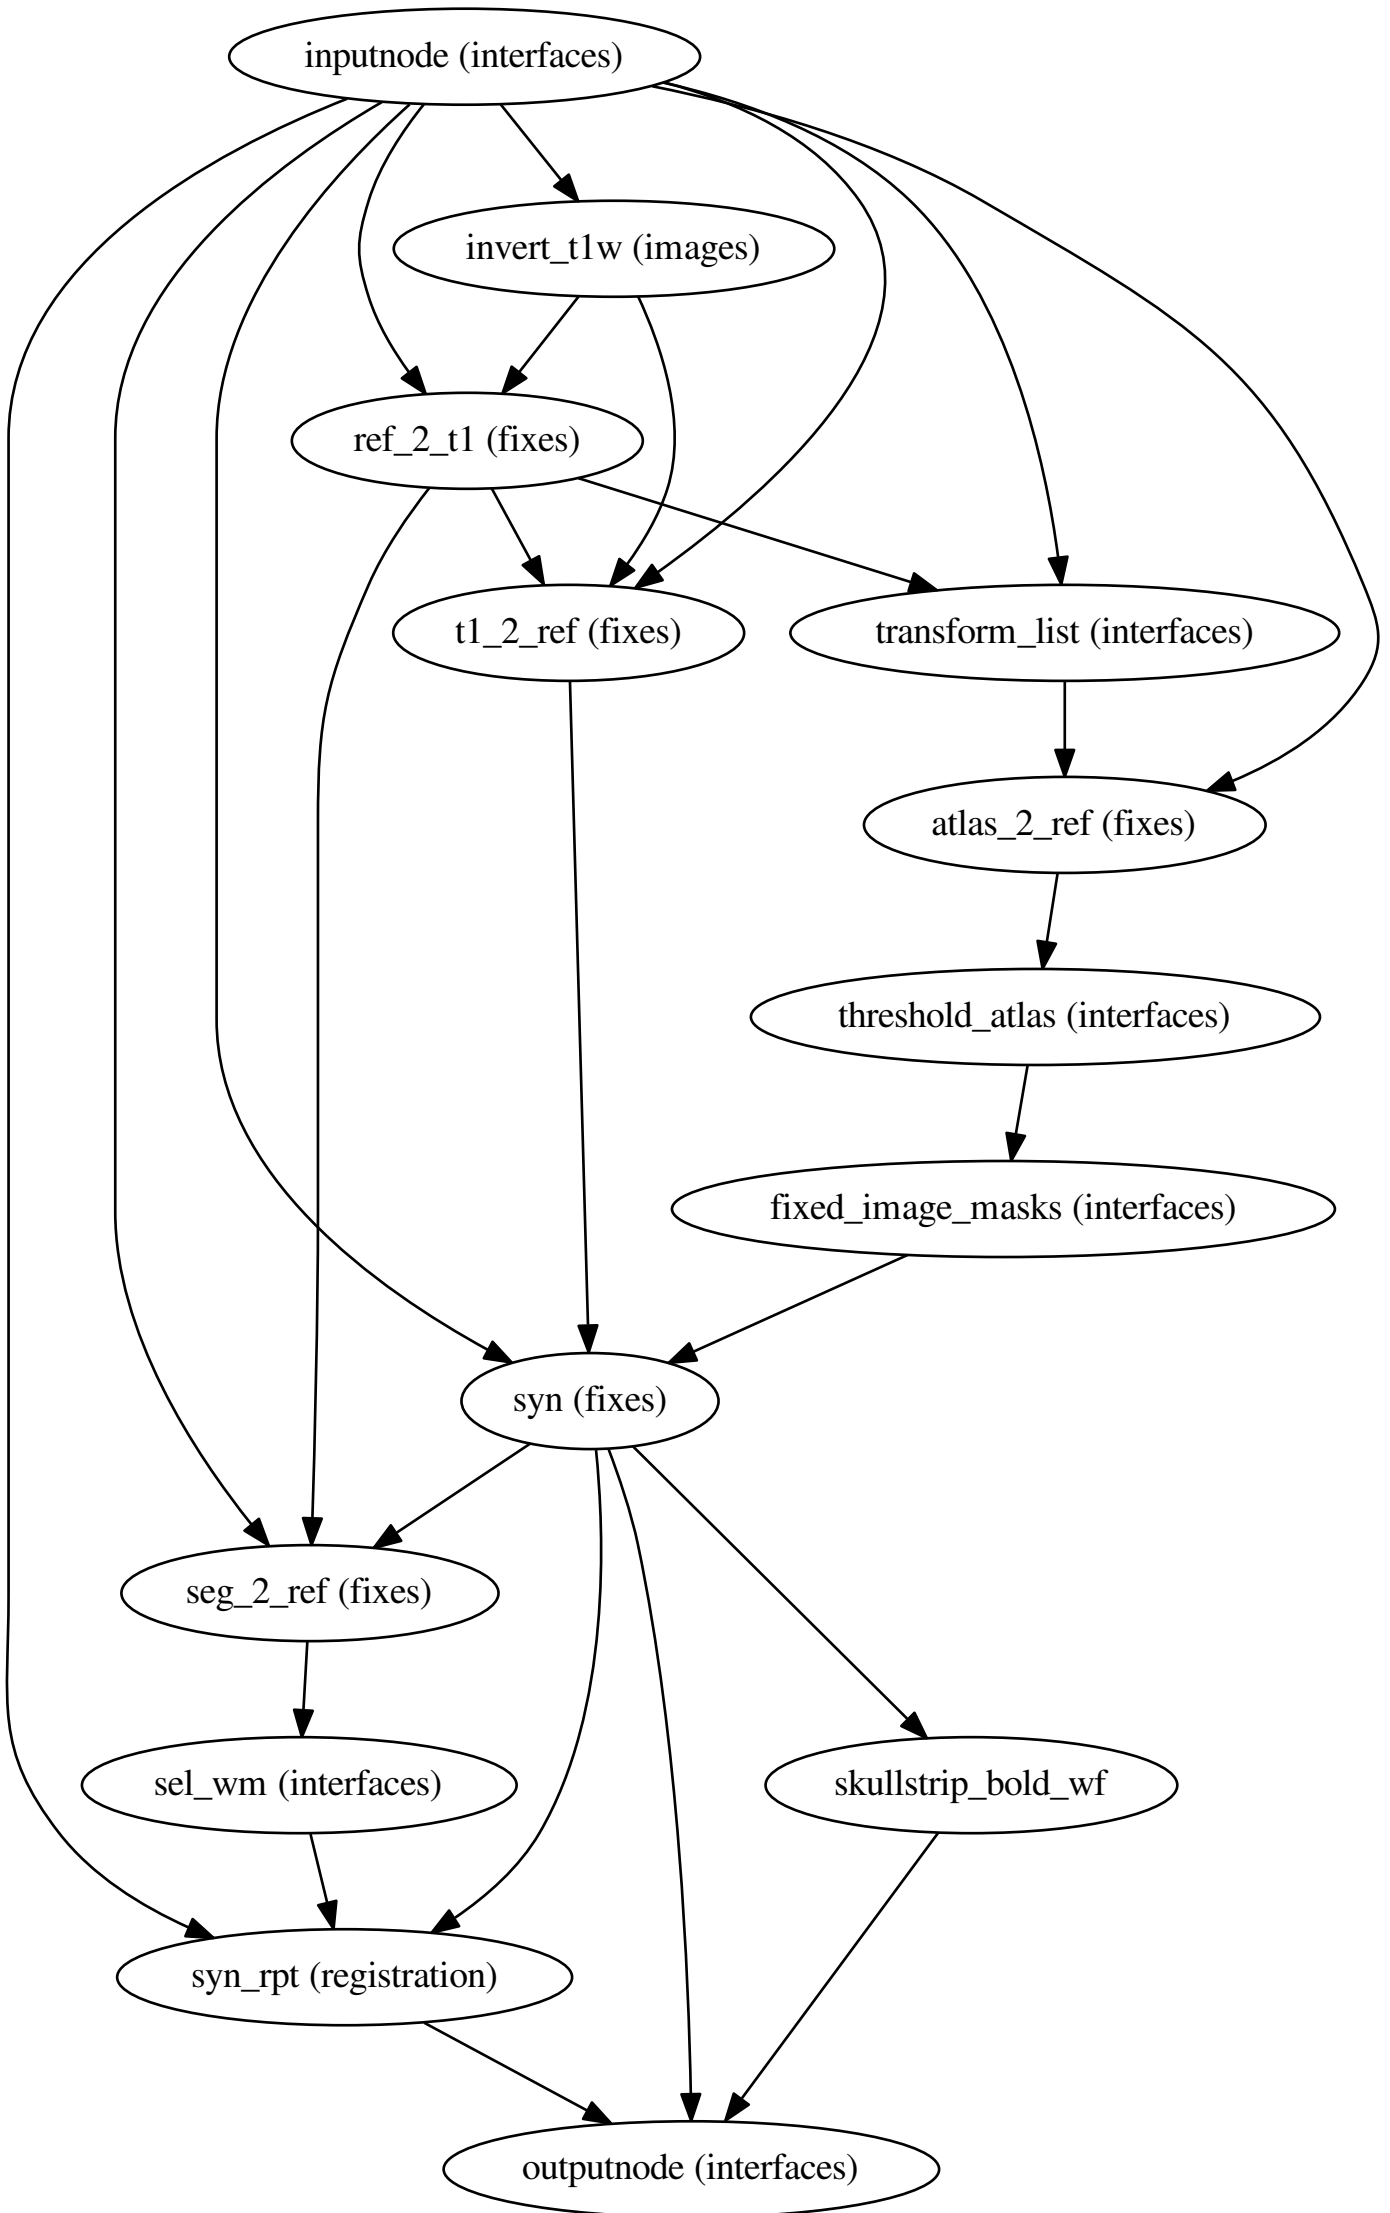 inputnode (interfaces)
invert_t1w (images)
ref_2_t1 (fixes)
t1_2_ref (fixes)
transform_list (interfaces)
atlas_2_ref (fixes)
threshold_atlas (interfaces)
fixed_image_masks (interfaces)
syn (fixes)
seg_2_ref (fixes)
sel_wm (interfaces)
skullstrip_bold_wf
syn_rpt (registration)
outputnode (interfaces)